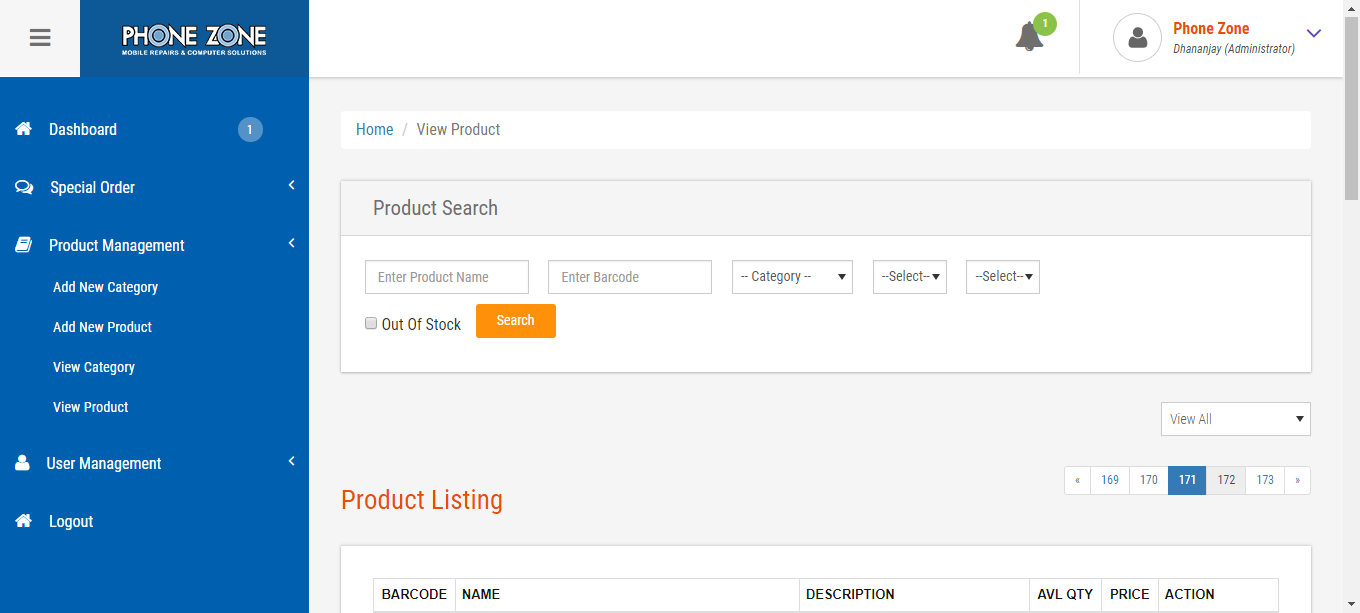 PHONE ZONE
MOBILE REPAIRS & COMPUTER SOLUTIONS
1
Phone Zone
Dhananjay (Administrator)
Dashboard 1
Special Order
Product Management
Add New Category
Add New Product
View Category
View Product
User Management
Logout
Home / View Product
Product Search
Enter Product Name Enter Barcode -- Category -- --Select-- --Select--
Out Of Stock Search
View All
« 169 170 171 172 173 »
Product Listing
BARCODE NAME DESCRIPTION AVL QTY PRICE ACTION